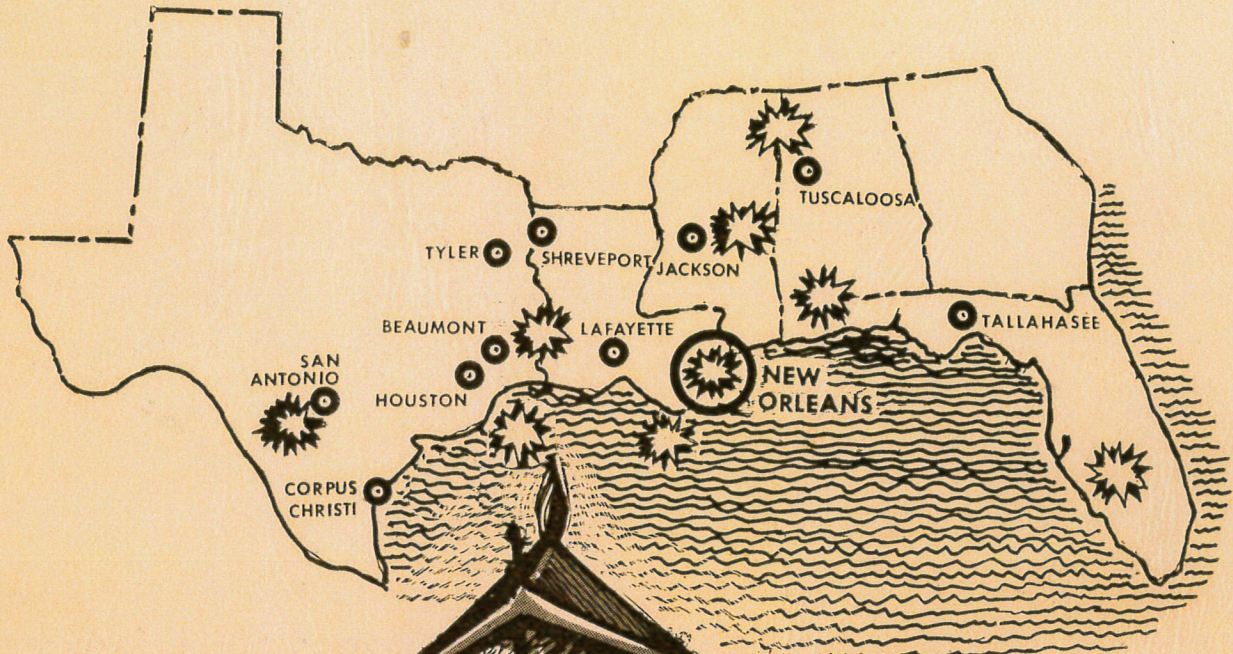 TUSCALOOSA
TYLER
SHREVEPORT
JACKSON
BEAUMONT
LAFAYETTE
TALLAHASEE
SAN
ANTONIO
HOUSTON
NEW
ORLEANS
CORPUS
CHRISTI